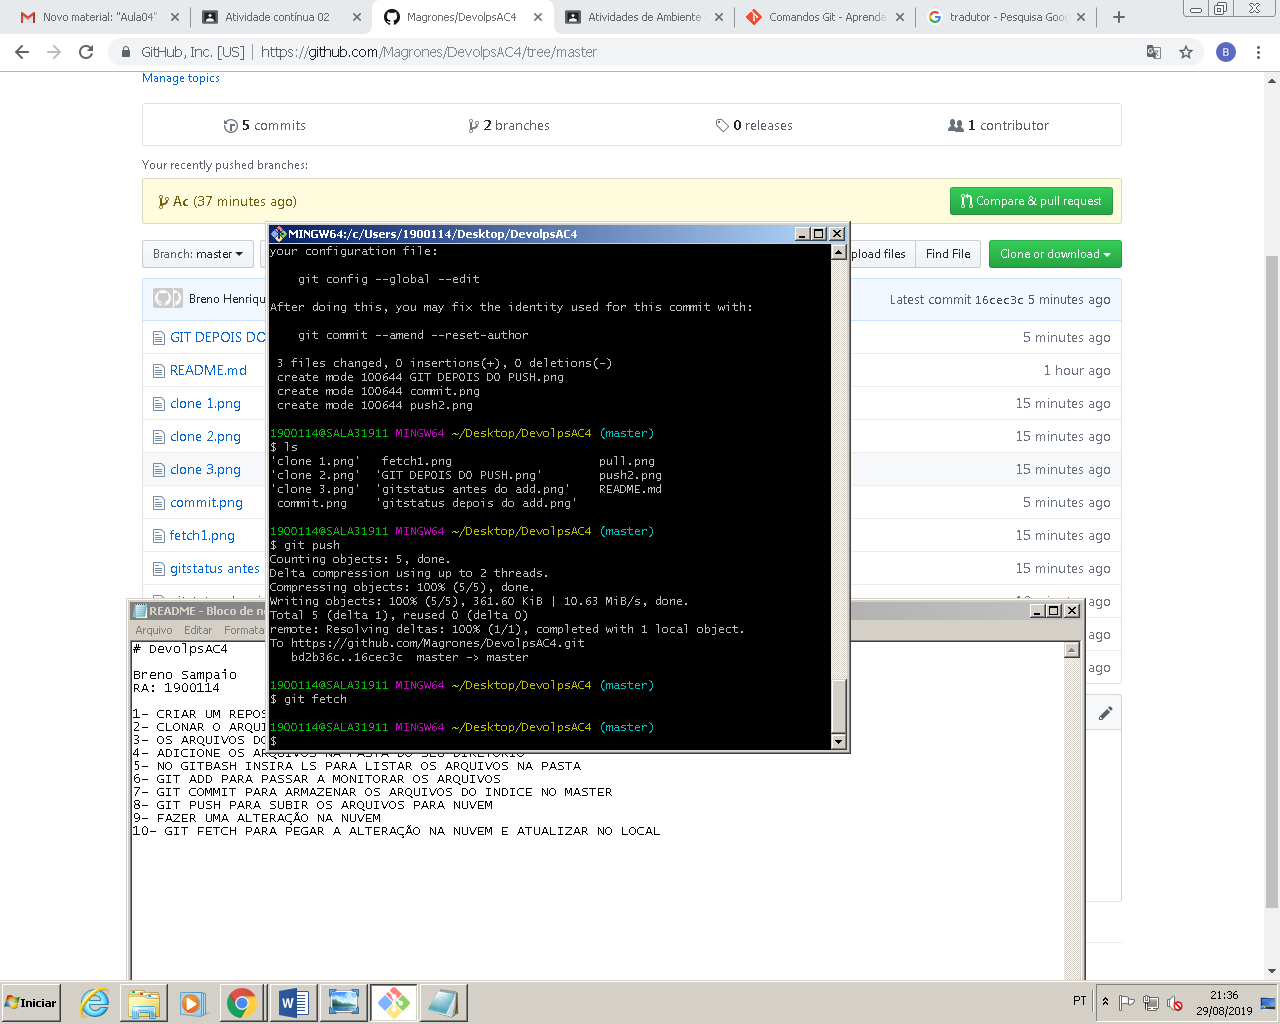 Novo material: "Aula04"
Atividade contínua 02
Magrones/DevolpsAC4
Atividades de Ambiente
Comandos Git - Aprenda
tradutor - Pesquisa Goo
GitHub, Inc. [US] | https://github.com/Magrones/DevolpsAC4/tree/master
B
Manage topics
5 commits
2 branches
0 releases
1 contributor
Your recently pushed branches:
Ac (37 minutes ago)
Compare & pull request
Branch: master
pload files
Find File
Clone or download
Breno Henriqu
Latest commit 16cec3c 5 minutes ago
GIT DEPOIS DO
5 minutes ago
README.md
1 hour ago
clone 1.png
15 minutes ago
clone 2.png
15 minutes ago
clone 3.png
15 minutes ago
commit.png
5 minutes ago
fetch1.png
15 minutes ago
gitstatus antes
15 minutes ago
ago
ago
MINGW64:/c/Users/1900114/Desktop/DevolpsAC4
your configuration file:
git config --global --edit
After doing this, you may fix the identity used for this commit with:
git commit --amend --reset-author
3 files changed, 0 insertions(+), 0 deletions(-)
create mode 100644 GIT DEPOIS DO PUSH.png
create mode 100644 commit.png
create mode 100644 push2.png
1900114@SALA31911 MINGW64 ~/Desktop/DevolpsAC4 (master)
$ ls
'clone 1.png' fetch1.png pull.png
'clone 2.png' 'GIT DEPOIS DO PUSH.png' push2.png
'clone 3.png' 'gitstatus antes do add.png' README.md
commit.png 'gitstatus depois do add.png'
1900114@SALA31911 MINGW64 ~/Desktop/DevolpsAC4 (master)
$ git push
Counting objects: 5, done.
Delta compression using up to 2 threads.
Compressing objects: 100% (5/5), done.
Writing objects: 100% (5/5), 361.60 KiB | 10.63 MiB/s, done.
Total 5 (delta 1), reused 0 (delta 0)
remote: Resolving deltas: 100% (1/1), completed with 1 local object.
To https://github.com/Magrones/DevolpsAC4.git
bd2b36c..16cec3c master -> master
1900114@SALA31911 MINGW64 ~/Desktop/DevolpsAC4 (master)
$ git fetch
1900114@SALA31911 MINGW64 ~/Desktop/DevolpsAC4 (master)
$
README - Bloco de no
Arquivo Editar Formata
# DevolpsAC4
Breno Sampaio
RA: 1900114
1- CRIAR UM REPOS
2- CLONAR O ARQUI
3- OS ARQUIVOS DO
4- ADICIONE OS ARQUIVOS NA PASTA DO SEU DIRETORIO
5- NO GITBASH INSIRA LS PARA LISTAR OS ARQUIVOS NA PASTA
6- GIT ADD PARA PASSAR A MONITORAR OS ARQUIVOS
7- GIT COMMIT PARA ARMAZENAR OS ARQUIVOS DO INDICE NO MASTER
8- GIT PUSH PARA SUBIR OS ARQUIVOS PARA NUVEM
9- FAZER UMA ALTERAÇÃO NA NUVEM
10- GIT FETCH PARA PEGAR A ALTERAÇÃO NA NUVEM E ATUALIZAR NO LOCAL
Iniciar
PT
21:36
29/08/2019